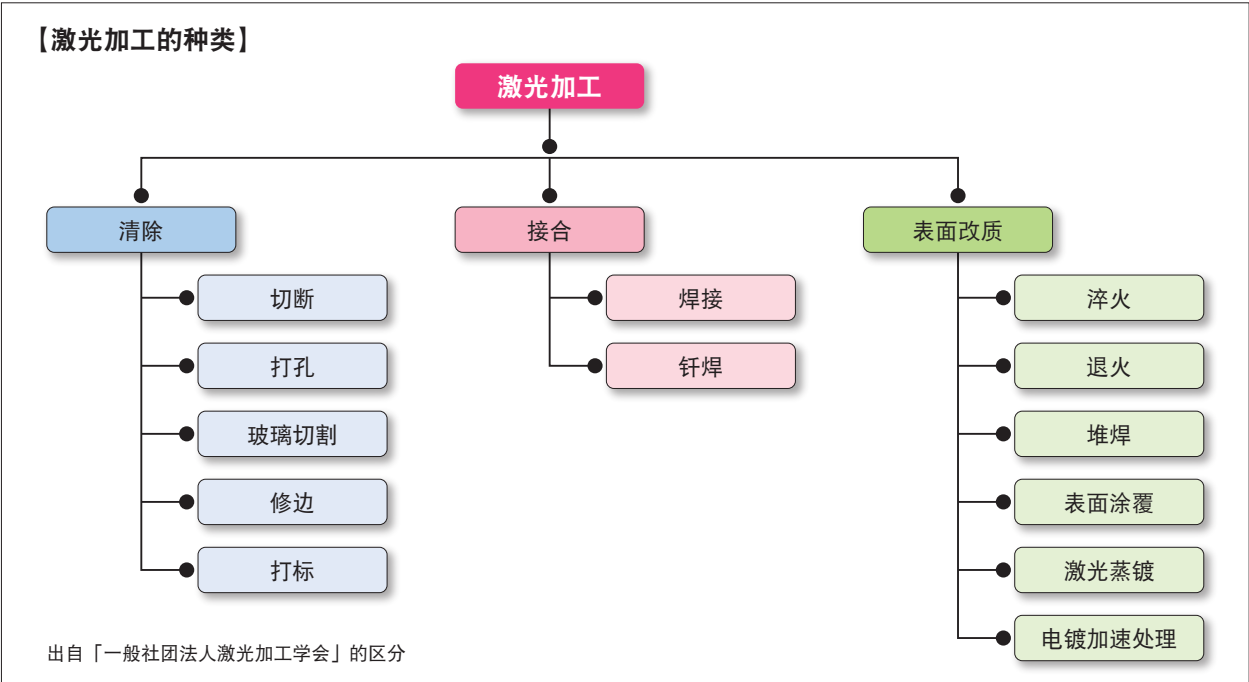 【激光加工的种类】
激光加工
清除
切断
打孔
玻璃切割
修边
打标
接合
焊接
钎焊
表面改质
淬火
退火
堆焊
表面涂覆
激光蒸镀
电镀加速处理
出自「一般社团法人激光加工学会」的区分